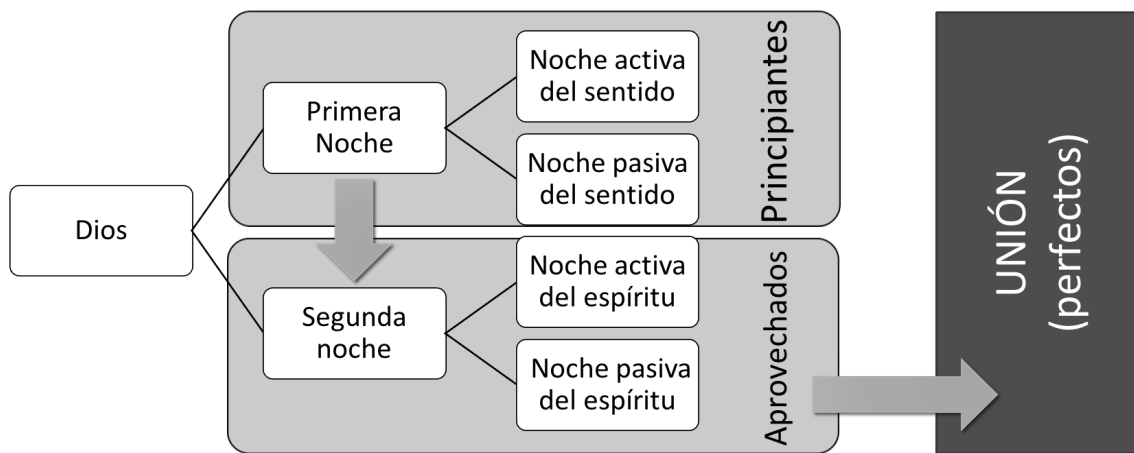 Dios
Primera
Noche
Noche activa
del sentido
Noche pasiva
del sentido
Principiantes
Segunda
noche
Noche activa
del espíritu
Noche pasiva
del espíritu
Aprovechados
UNIÓN
(perfectos)